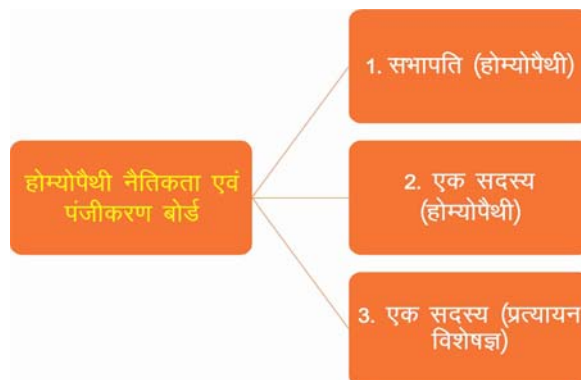 होम्योपैथी नैतिकता एवं
पंजीकरण बोर्ड
1. सभापति (होम्योपैथी)
2. एक सदस्य
(होम्योपैथी)
3. एक सदस्य (प्रत्यायन
विशेषज्ञ)